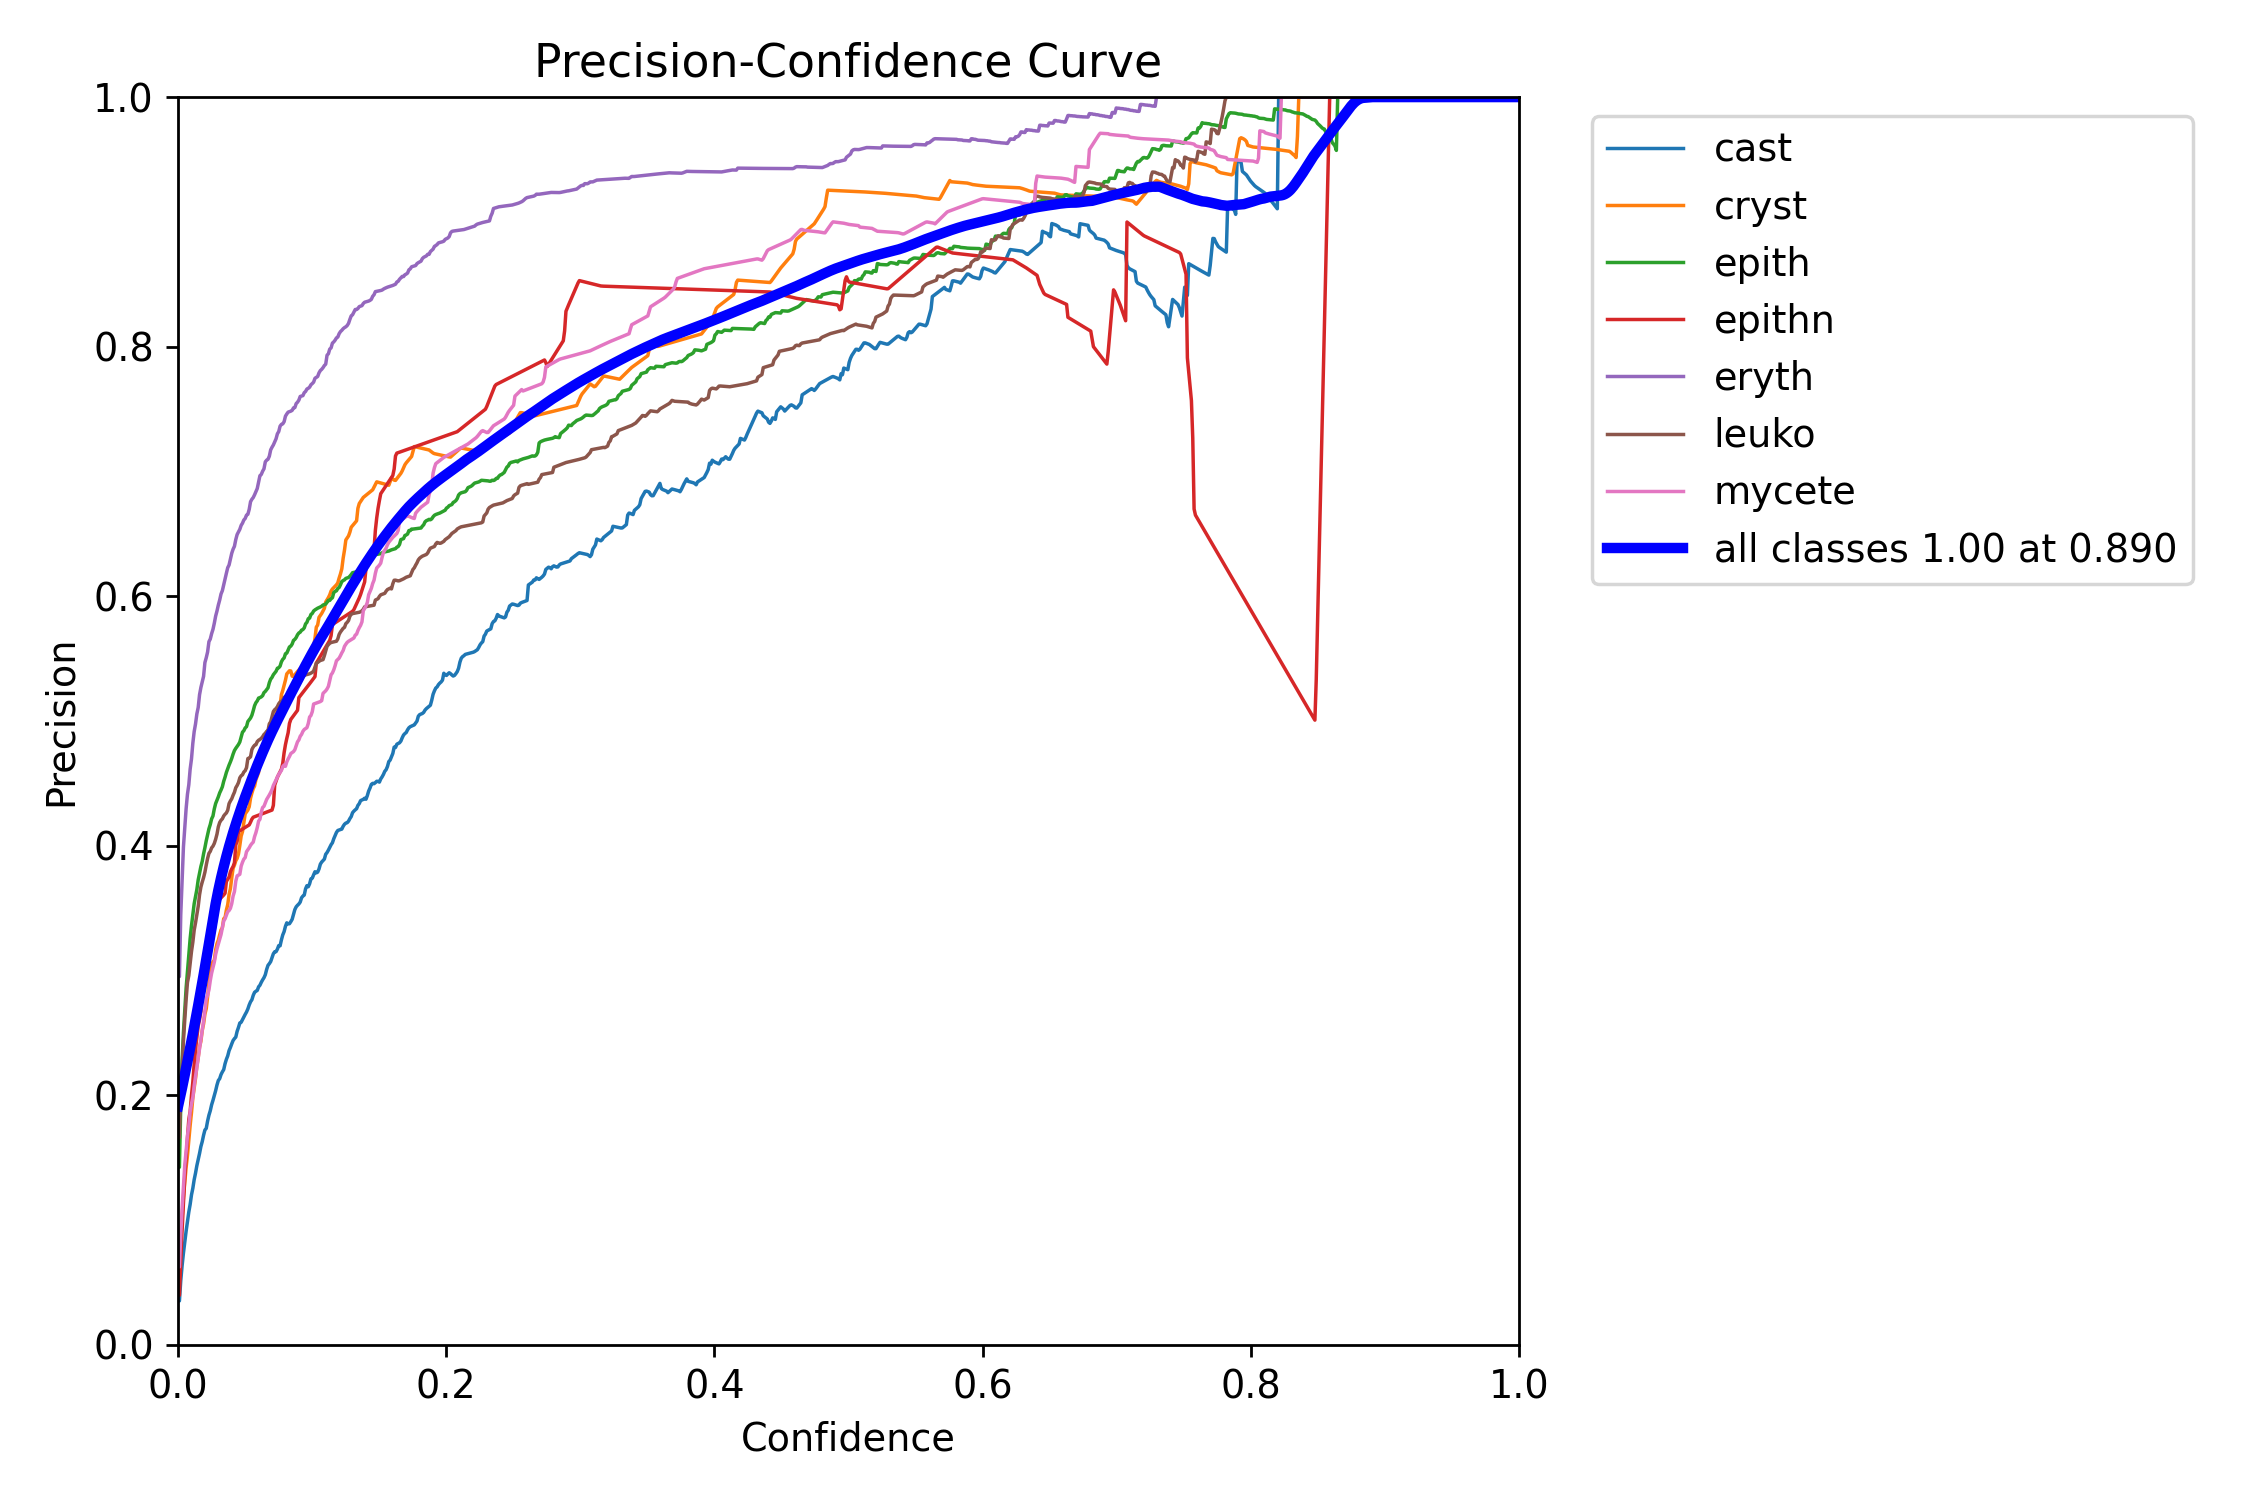 Precision-Confidence Curve
1.0
0.8
0.6
0.4
0.2
0.0
Precision
0.0 0.2 0.4 0.6 0.8 1.0
Confidence
cast
cryst
epith
epithn
eryth
leuko
mycete
all classes 1.00 at 0.890